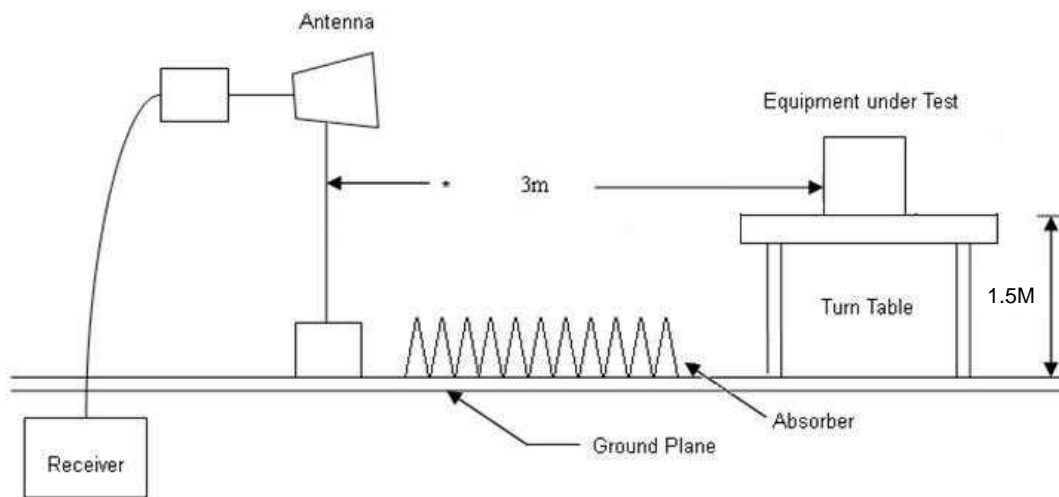 Antenna
Equipment under Test
* 3m
1.5M
Turn Table
Absorber
Ground Plane
Receiver